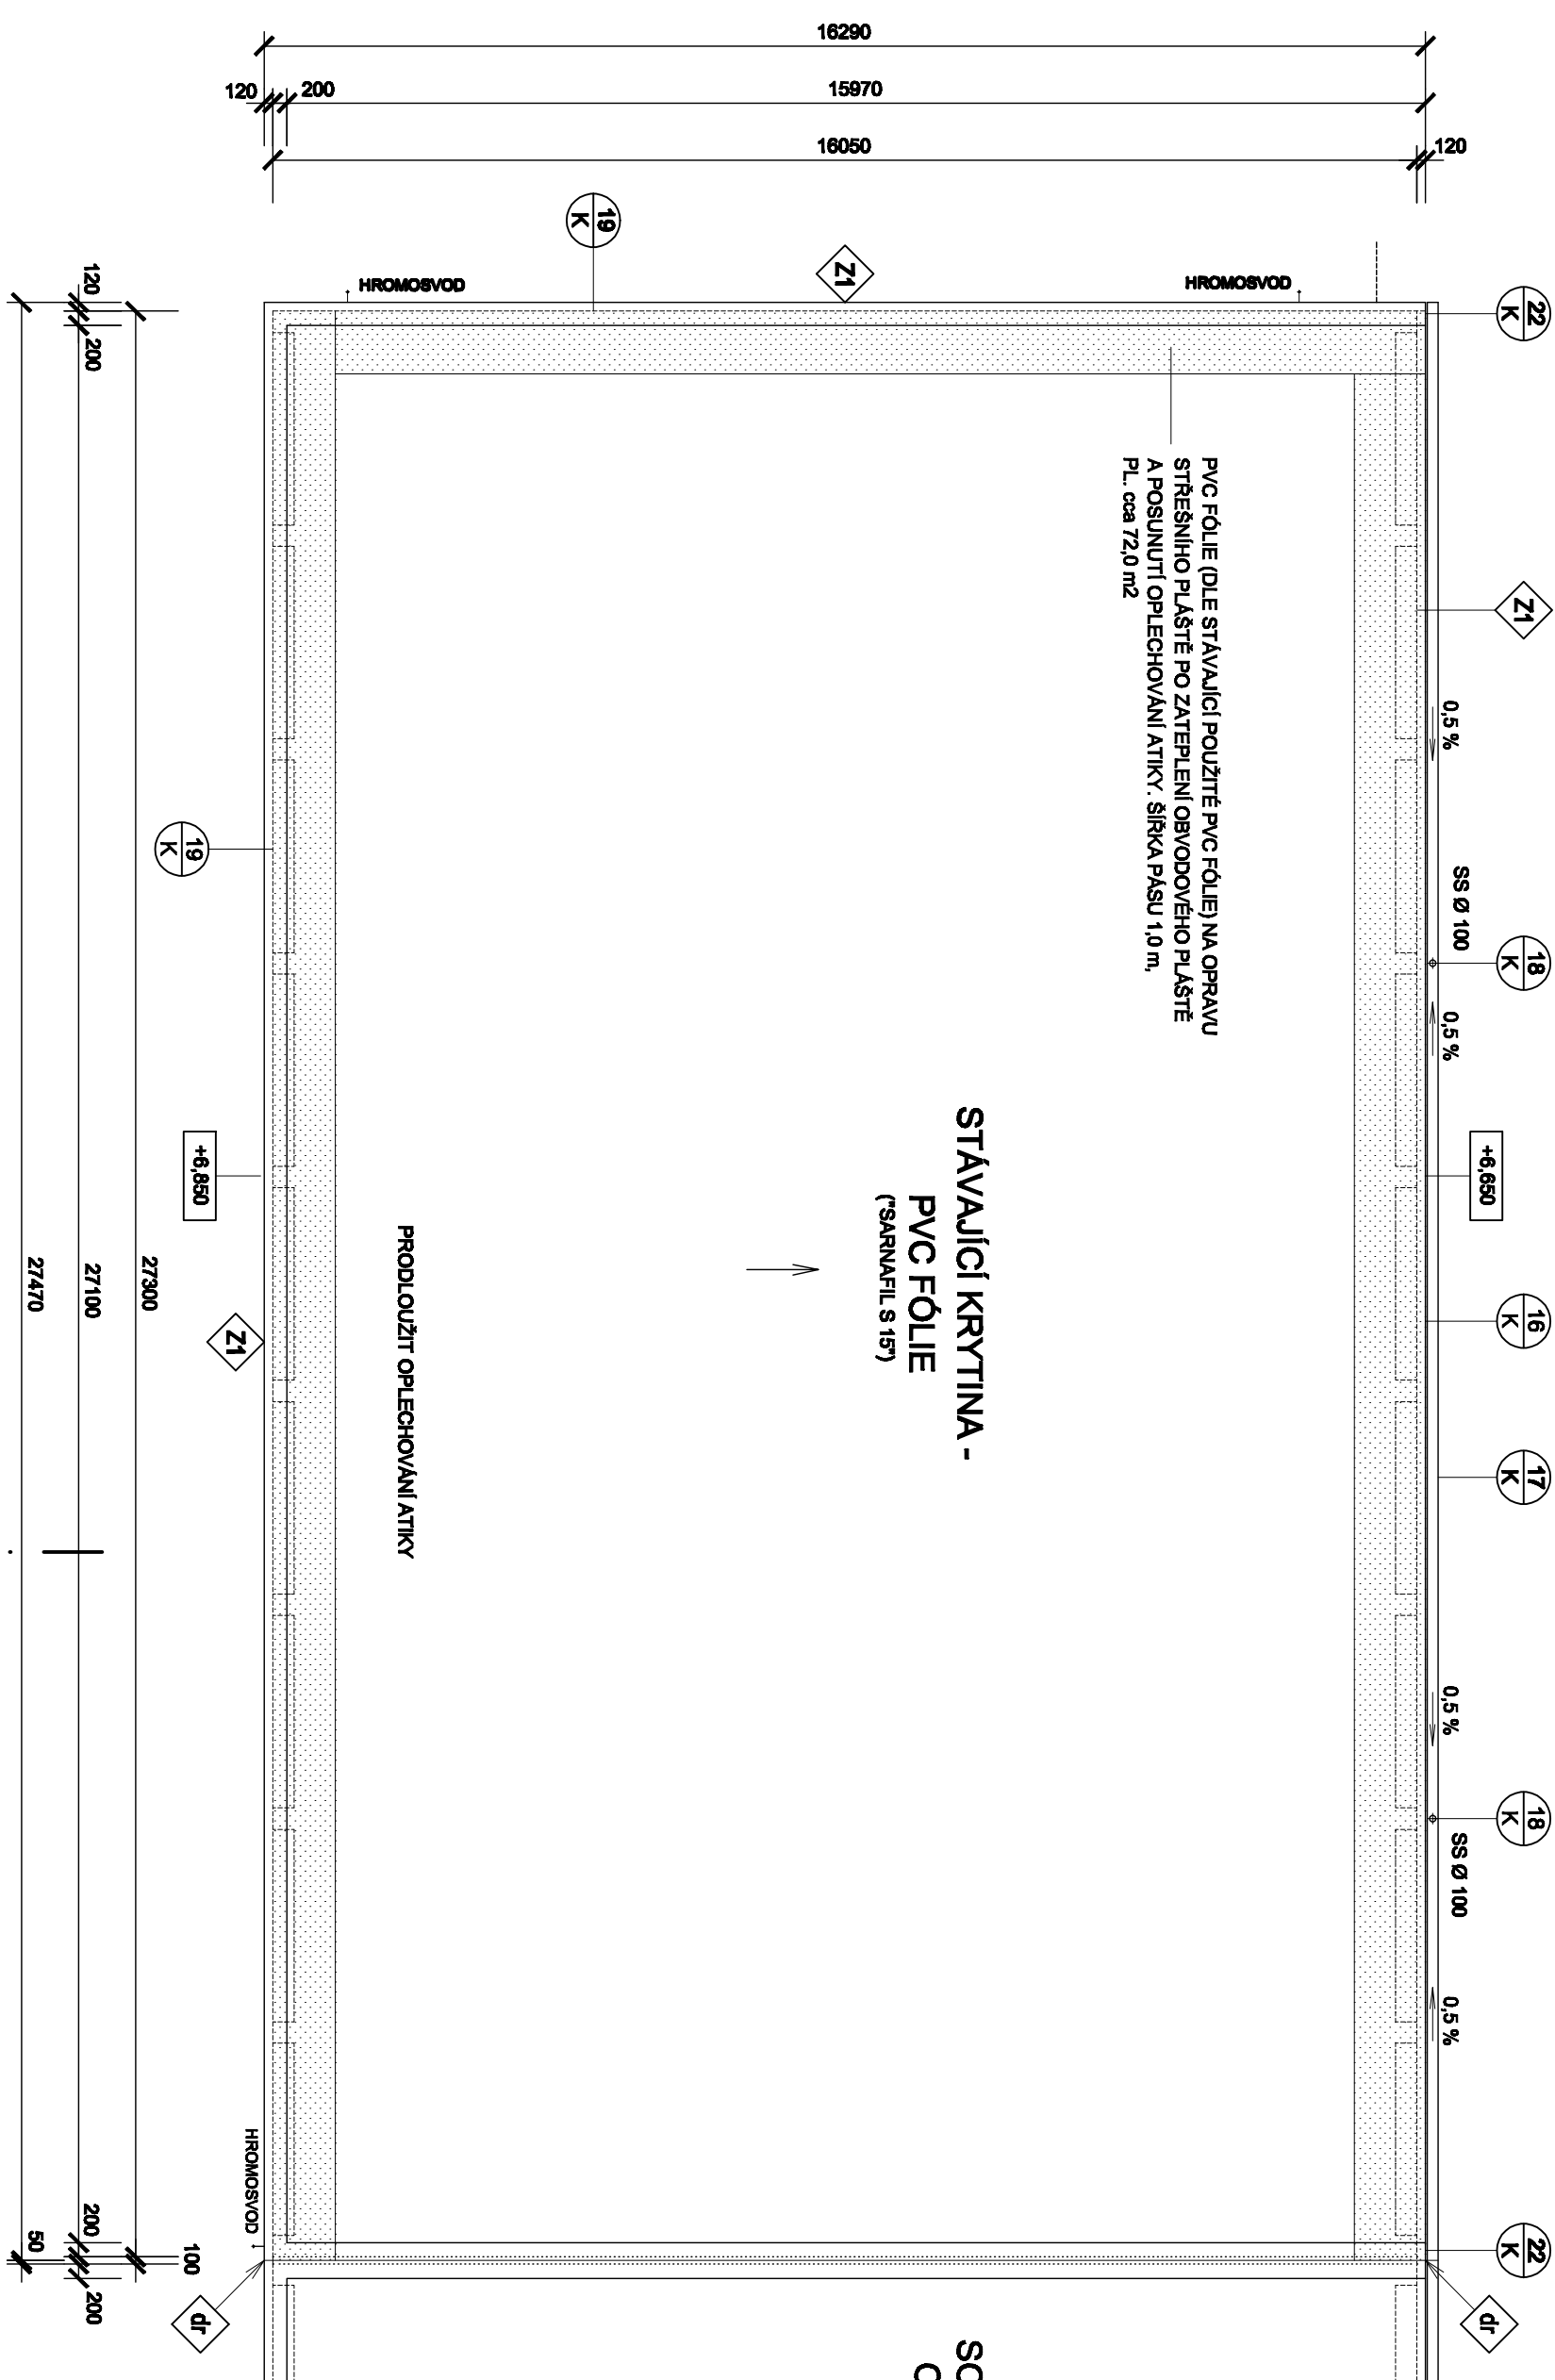 16290
120
200
15970
16050
120
19
K
Z1
HROMOSVOD
HROMOSVOD
120
200
22
K
Z1
0,5 %
SS Ø 100
18
K
0,5 %
+6,650
16
K
17
K
0,5 %
18
K
SS Ø 100
0,5 %
22
K
dr
PVC FÓLIE (DLE STÁVAJÍCÍ POUŽITÉ PVC FÓLIE) NA OPRAVU
STŘEŠNÍHO PLÁŠTĚ PO ZATEPLENÍ OBVODOVÉHO PLÁŠTĚ
A POSUNUTÍ OPLECHOVÁNÍ ATIKY. ŠÍŘKA PÁSU 1,0 m,
PL. cca 72,0 m2
STÁVAJÍCÍ KRYTINA -
PVC FÓLIE
("SARNAFIL S 15")
PRODLOUŽIT OPLECHOVÁNÍ ATIKY
19
K
+6,850
Z1
HROMOSVOD
dr
27300
100
27100
200
200
27470
50